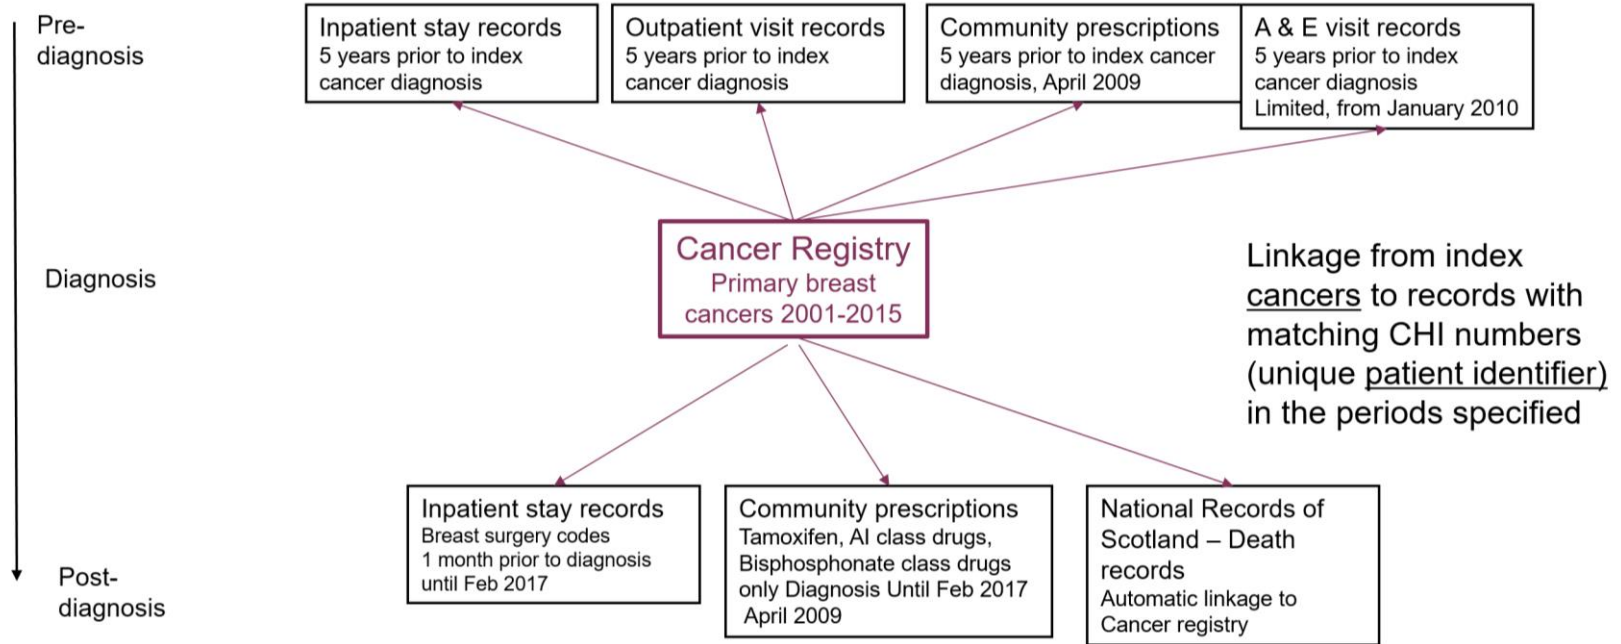 Pre-
diagnosis
Inpatient stay records
5 years prior to index
cancer diagnosis
Outpatient visit records
5 years prior to index
cancer diagnosis
Community prescriptions
5 years prior to index cancer
diagnosis, April 2009
A & E visit records
5 years prior to index
cancer diagnosis
Limited, from January 2010
Diagnosis
Cancer Registry
Primary breast
cancers 2001-2015
Linkage from index
cancers to records with
matching CHI numbers
(unique patient identifier)
in the periods specified
Post-
diagnosis
Inpatient stay records
Breast surgery codes
1 month prior to diagnosis
until Feb 2017
Community prescriptions
Tamoxifen, AI class drugs,
Bisphosphonate class drugs
only Diagnosis Until Feb 2017
April 2009
National Records of
Scotland – Death
records
Automatic linkage to
Cancer registry